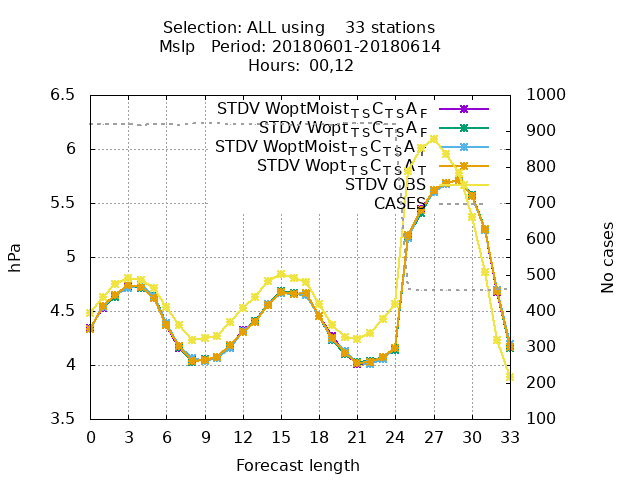 Selection: ALL using    33 stations
Mslp   Period: 20180601-20180614
Hours:  00,12
6.5
6
5.5
5
4.5
4
3.5
hPa
1000
900
800
700
600
500
400
300
200
100
No cases
STDV WoptMoist_TS C_TS A_F
STDV Wopt_TS C_TS A_F
STDV WoptMoist_TS C_TS A_T
STDV Wopt_TS C_TS A_T
STDV OBS
CASES
0 3 6 9 12 15 18 21 24 27 30 33
Forecast length